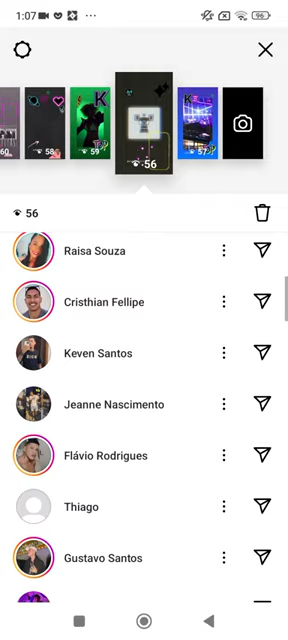 1:07
96
60
58
59
56
57
56
Raisa Souza
Cristhian Fellipe
Keven Santos
Jeanne Nascimento
Flávio Rodrigues
Thiago
Gustavo Santos